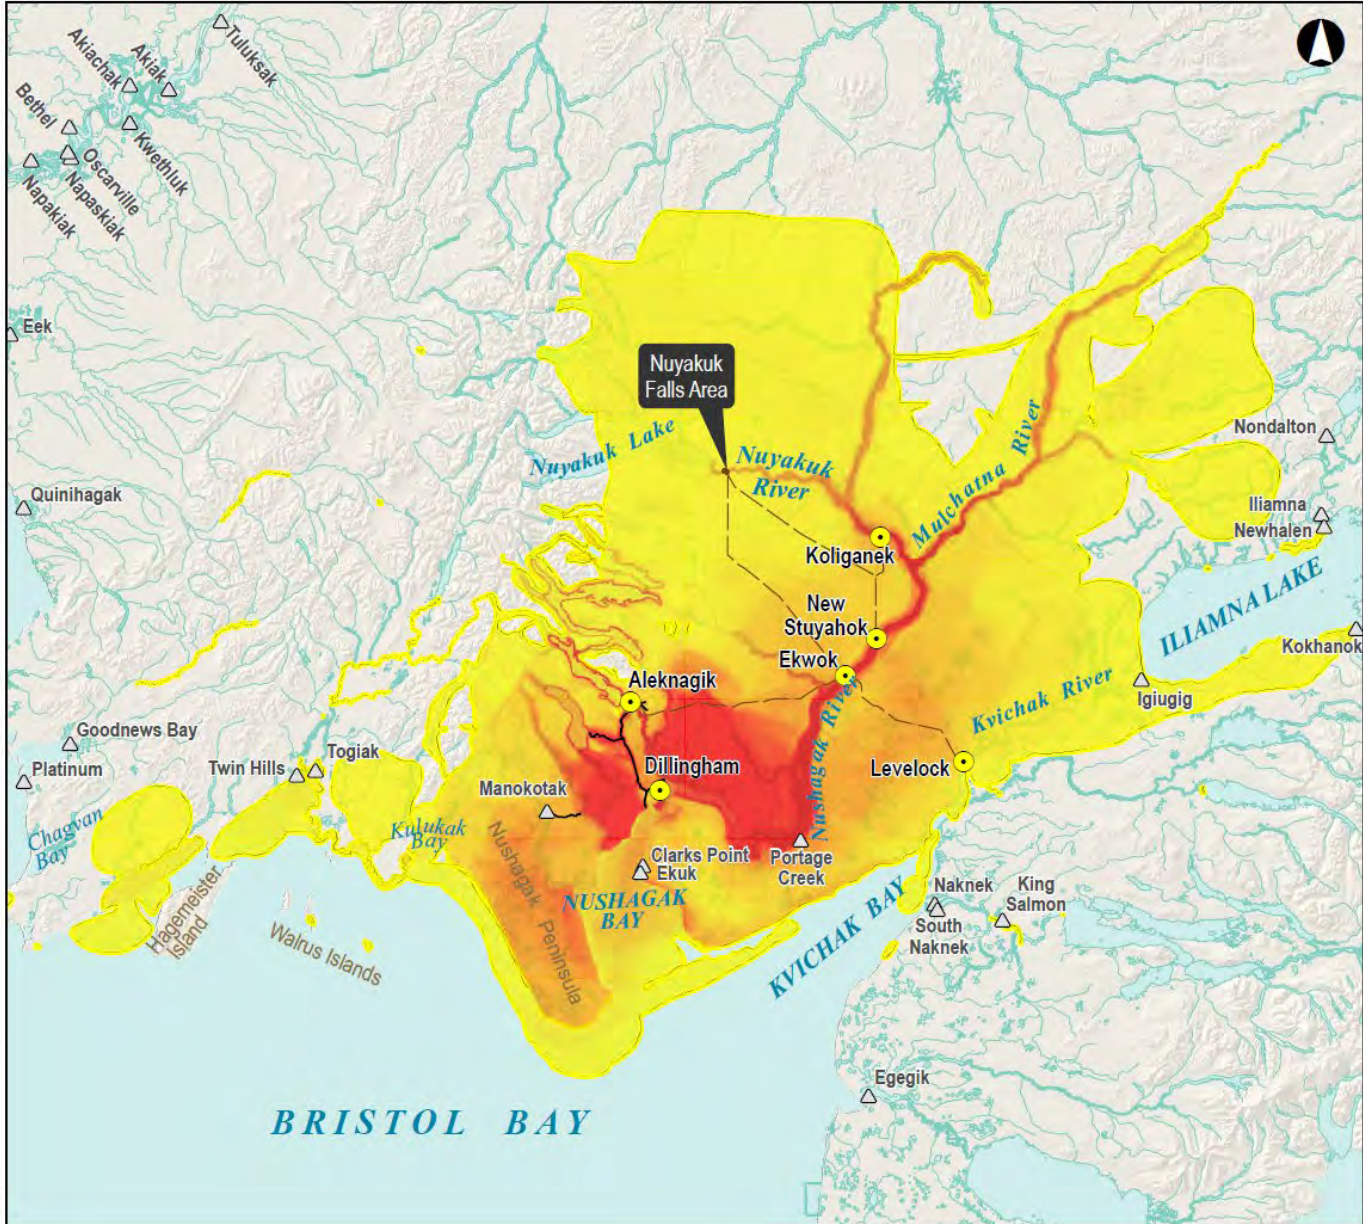 Tuluksak
Akiak
Akiachak
Bethel
Kwethluk
Oscarville
Napaskiak
Napakiak
Eek
Nuyakuk
Falls Area
Nuyakuk Lake
Nuyakuk
River
Mulchatna River
Nondalton
Quinihagak
Iliamna
Newhalen
Koliganek
ILIAMNA LAKE
New
Stuyahok
Kokhanok
Ekwok
Aleknagik
Kvichak River
Igiugig
Goodnews Bay
Platinum
Togiak
Twin Hills
Dillingham
Levelock
Nushagak River
Manokotak
Chagvan
Bay
Kulukak
Bay
Nushagak Peninsula
Clarks Point
Ekuk
Portage
Creek
NUSHAGAK
BAY
Hagemeister
Island
Walrus Islands
KVICHAK BAY
Naknek
South
Naknek
King
Salmon
Egegik
BRISTOL BAY